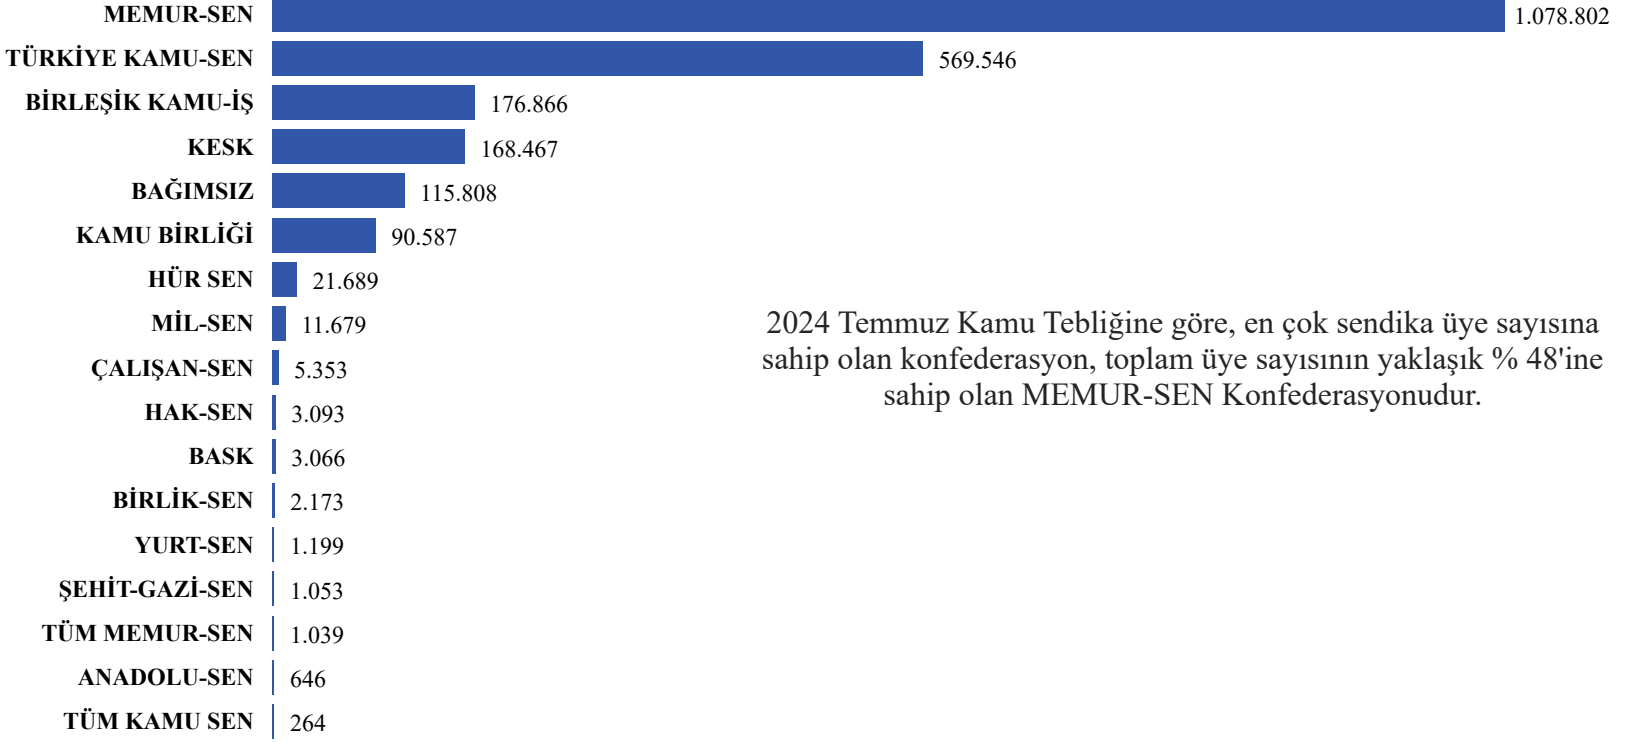 MEMUR-SEN 1.078.802
TÜRKİYE KAMU-SEN 569.546
BİRLEŞİK KAMU-İŞ 176.866
KESK 168.467
BAĞIMSIZ 115.808
KAMU BİRLİĞİ 90.587
HÜR SEN 21.689
MİL-SEN 11.679
ÇALIŞAN-SEN 5.353
HAK-SEN 3.093
BASK 3.066
BİRLİK-SEN 2.173
YURT-SEN 1.199
ŞEHİT-GAZİ-SEN 1.053
TÜM MEMUR-SEN 1.039
ANADOLU-SEN 646
TÜM KAMU SEN 264
2024 Temmuz Kamu Tebliğine göre, en çok sendika üye sayısına
sahip olan konfederasyon, toplam üye sayısının yaklaşık % 48'ine
sahip olan MEMUR-SEN Konfederasyonudur.